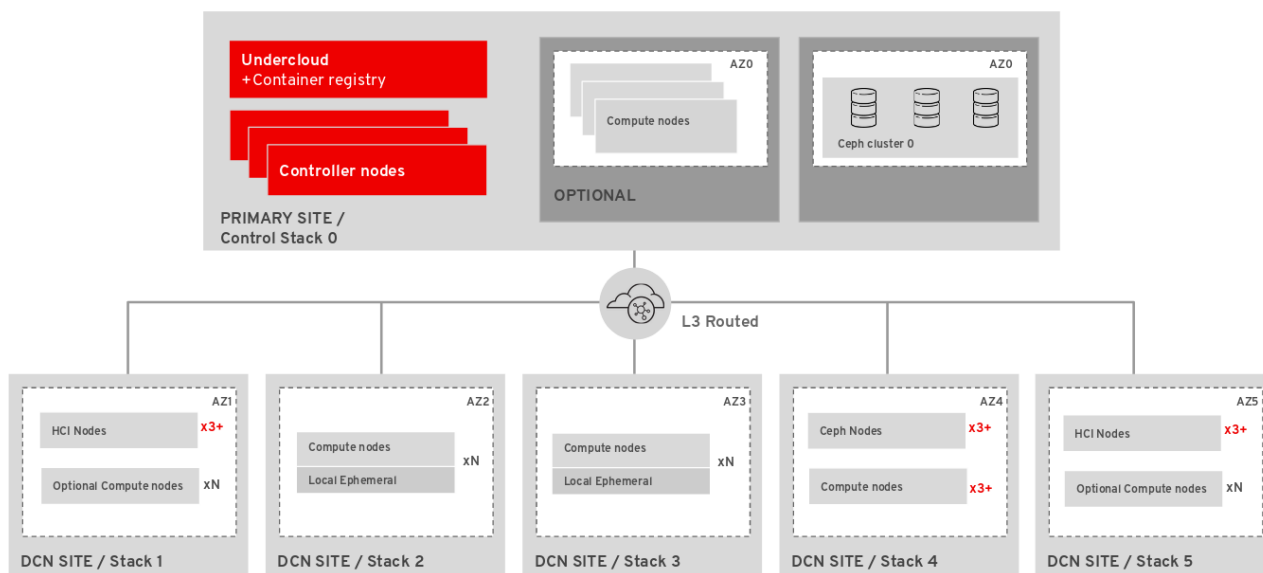 Undercloud
+Container registry
Controller nodes
PRIMARY SITE /
Control Stack 0
AZ0
Compute nodes
OPTIONAL
AZ0
Ceph cluster 0
L3 Routed
AZ1
HCI Nodes
x3+
Optional Compute nodes
xN
DCN SITE / Stack 1
AZ2
Compute nodes
Local Ephemeral
xN
DCN SITE / Stack 2
AZ3
Compute nodes
Local Ephemeral
xN
DCN SITE / Stack 3
AZ4
Ceph Nodes
x3+
Compute nodes
x3+
DCN SITE / Stack 4
AZ5
HCI Nodes
x3+
Optional Compute nodes
xN
DCN SITE / Stack 5